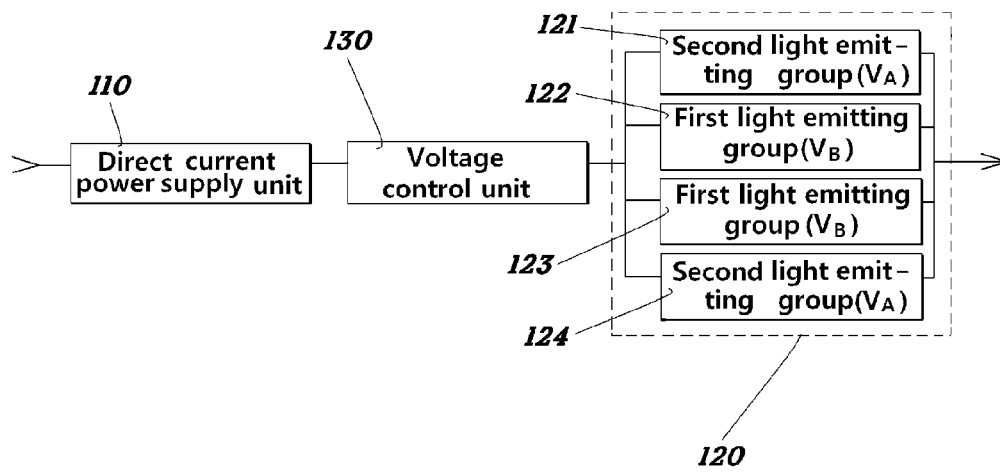 121
Second light emit-
ting group(VA)
130
110
122
First light emitting
group(VB)
Direct current
power supply unit
Voltage
control unit
First light emitting
group(VB)
123
Second light emit-
ting group(VA)
124
120